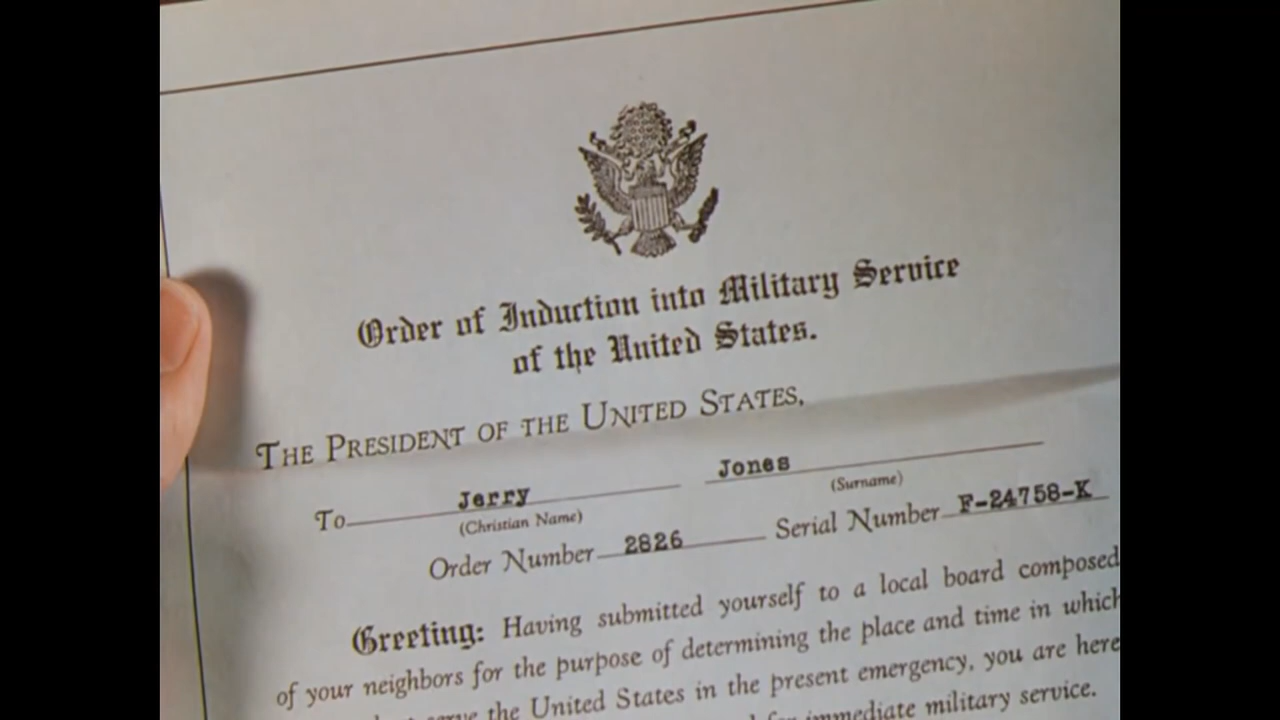 Order of Induction into Military Service
of the United States.
THE PRESIDENT OF THE UNITED STATES,
To Jerry Jones
(Christian Name) (Surname)
Order Number 2826 Serial Number F-24758-K
Greeting: Having submitted yourself to a local board composed
of your neighbors for the purpose of determining the place and time in which
serve the United States in the present emergency, you are here
for immediate military service.